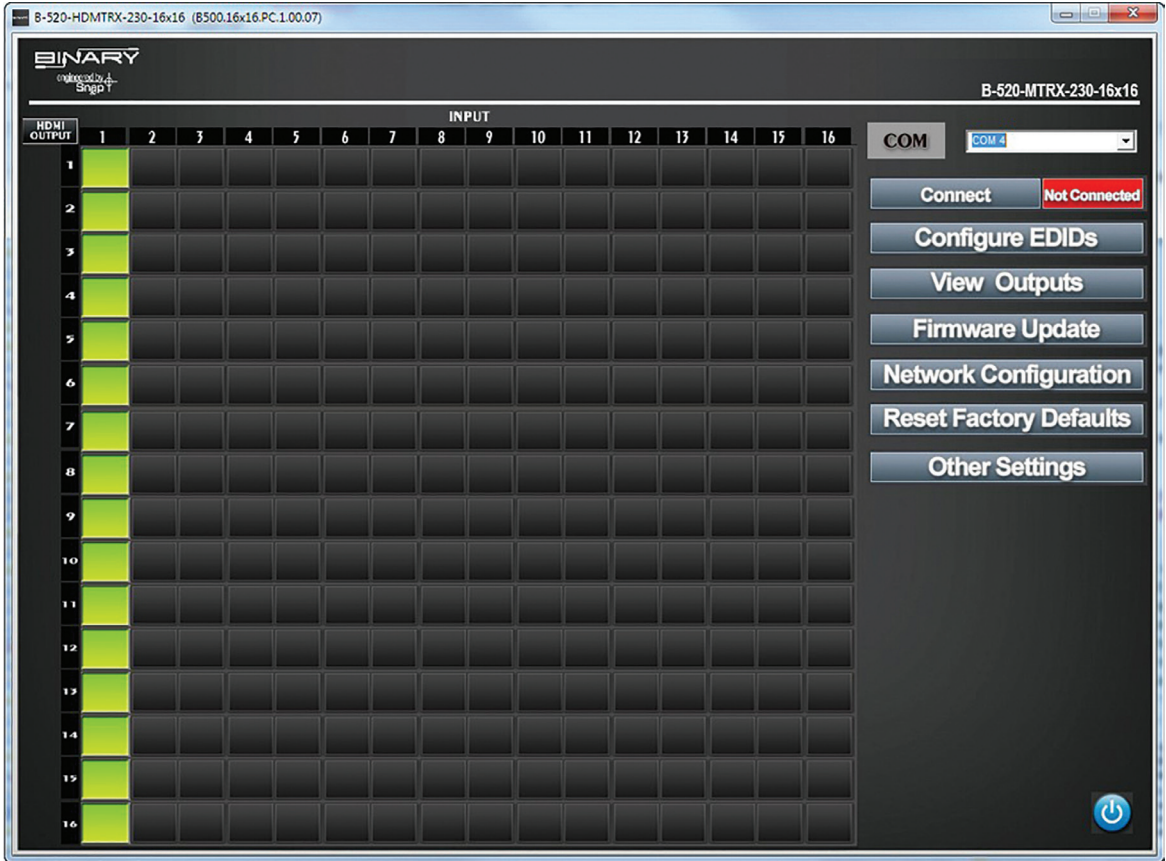 B-520-HDMTRX-230-16x16 (B500.16x16.PC.1.00.07)
BINARY
engineered by
SnapT
B-520-MTRX-230-16x16
INPUT
HDMI
OUTPUT
1 2 3 4 5 6 7 8 9 10 11 12 13 14 15 16
COM
COM 4
1
Connect
Not Connected
2
Configure EDIDs
3
View Outputs
4
Firmware Update
5
Network Configuration
6
Reset Factory Defaults
7
Other Settings
8
9
10
11
12
13
14
15
16